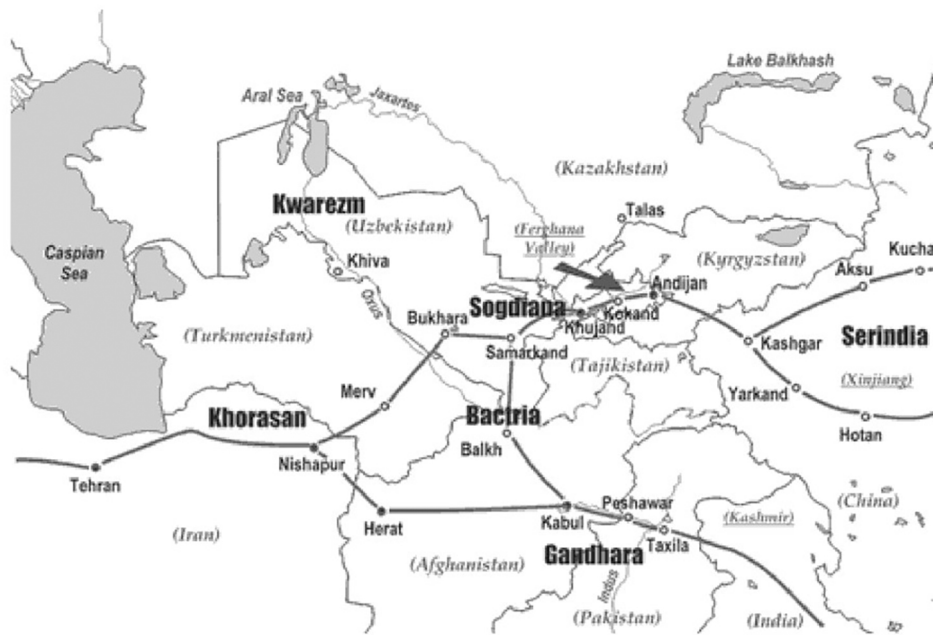 Lake Balkhash
Aral Sea
Jaxartes
(Kazakhstan)
Kwarezm
(Uzbekistan)
Talas
(Ferghana
Valley)
(Kyrgyzstan)
Kucha
Aksu
Caspian
Sea
Khiva
Oxus
Andijan
Sogdiana
Kokand
Khujand
Bukhara
Samarkand
Kashgar
Serindia
(Turkmenistan)
(Tajikistan)
(Xinjiang)
Yarkand
Merv
Khorasan
Bactria
Hotan
Balkh
Nishapur
Tehran
Peshawar
(China)
Herat
Kabul
(Kashmir)
Taxila
(Iran)
Gandhara
(Afghanistan)
Indus
(Pakistan)
(India)